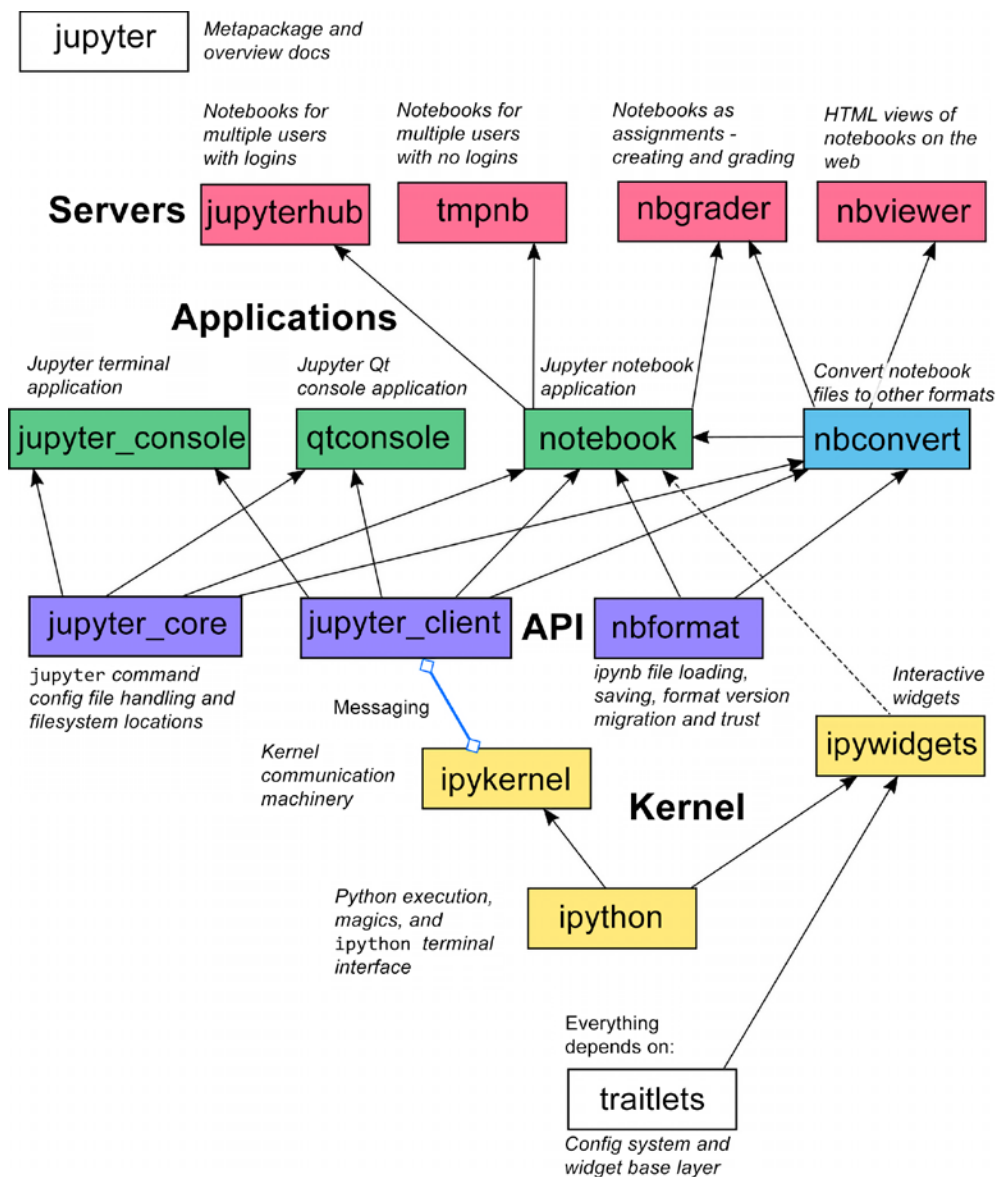 jupyter
Metapackage and
overview docs
Notebooks for
multiple users
with logins
Notebooks for
multiple users
with no logins
Notebooks as
assignments -
creating and grading
HTML views of
notebooks on the
web
Servers
jupyterhub
tmpnb
nbgrader
nbviewer
Applications
Jupyter terminal
application
Jupyter Qt
console application
Jupyter notebook
application
Convert notebook
files to other formats
jupyter_console
qtconsole
notebook
nbconvert
jupyter_core
jupyter_client
API
nbformat
jupyter command
config file handling and
filesystem locations
ipynb file loading,
saving, format version
migration and trust
Interactive
widgets
Messaging
Kernel
communication
machinery
ipykernel
ipywidgets
Kernel
Python execution,
magics, and
ipython terminal
interface
ipython
Everything
depends on:
traitlets
Config system and
widget base layer